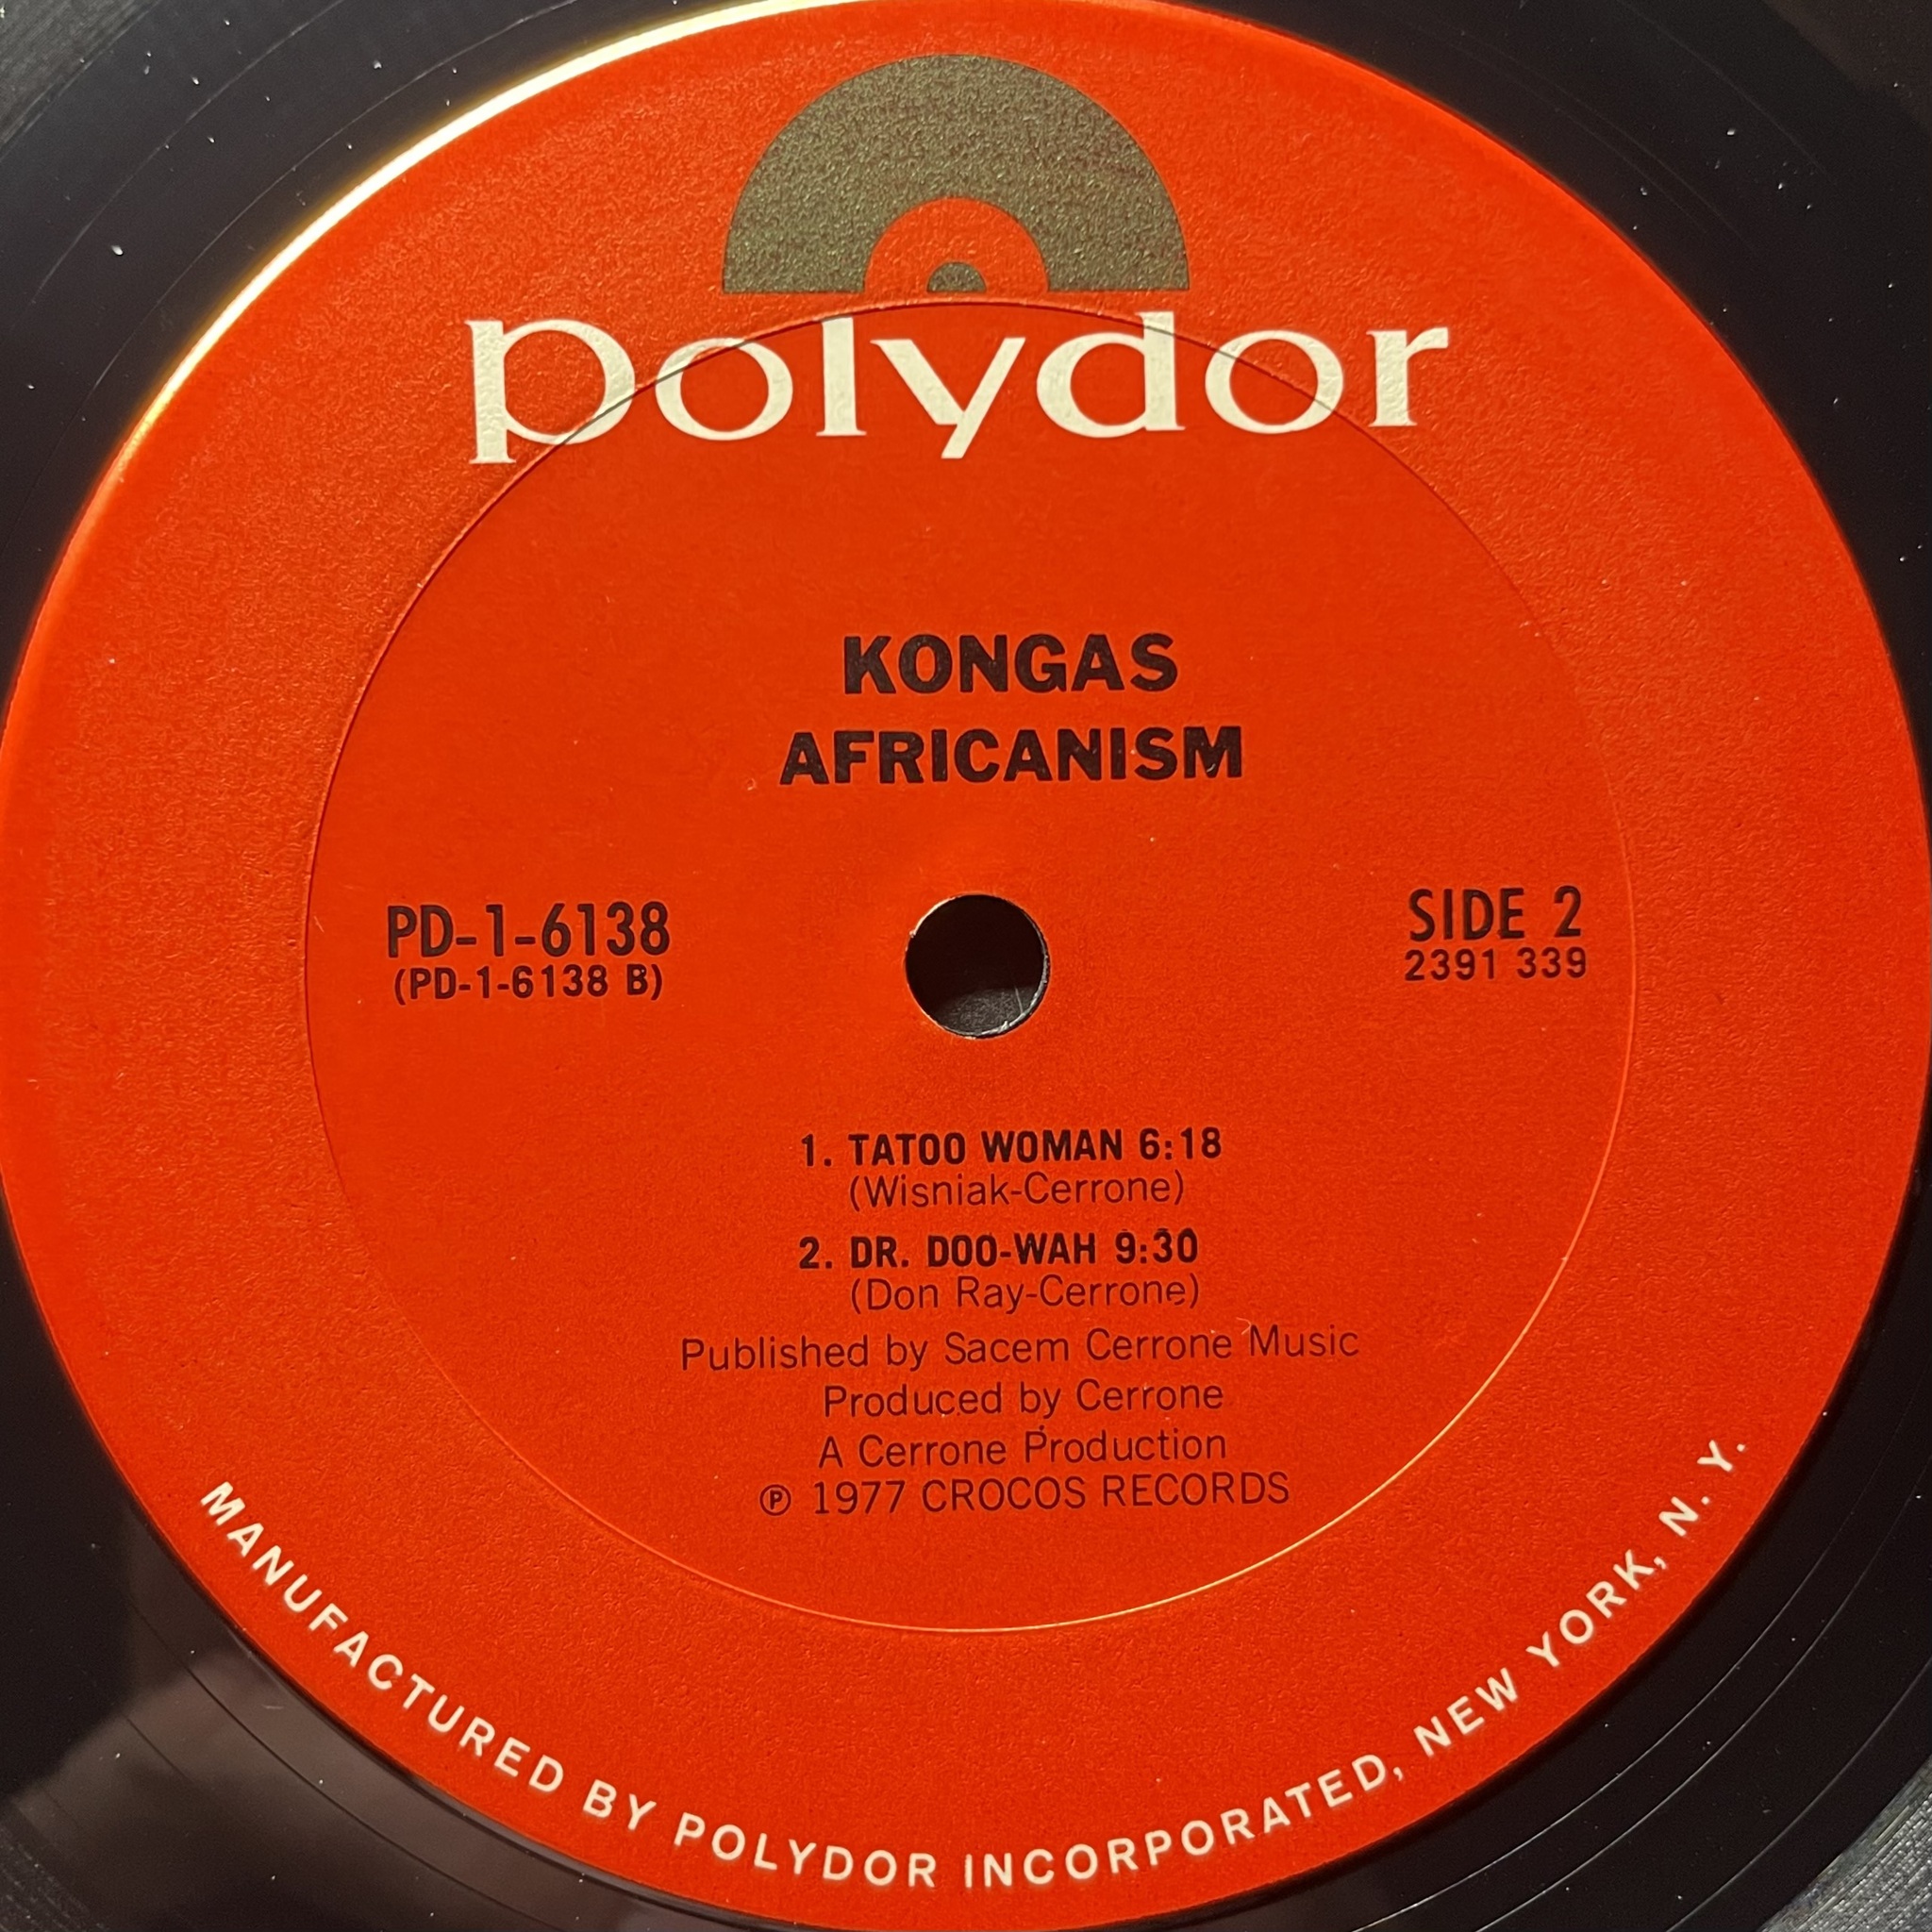 polydor
KONGAS
AFRICANISM
PD-1-6138
(PD-1-6138 B)
SIDE 2
2391 339
1. TATOO WOMAN 6:18
(Wisniak-Cerrone)
2. DR. DOO-WAH 9:30
(Don Ray-Cerrone)
Published by Sacem Cerrone Music
Produced by Cerrone
A Cerrone Production
℗ 1977 CROCOS RECORDS
MANUFACTURED BY POLYDOR INCORPORATED, NEW YORK, N. Y.